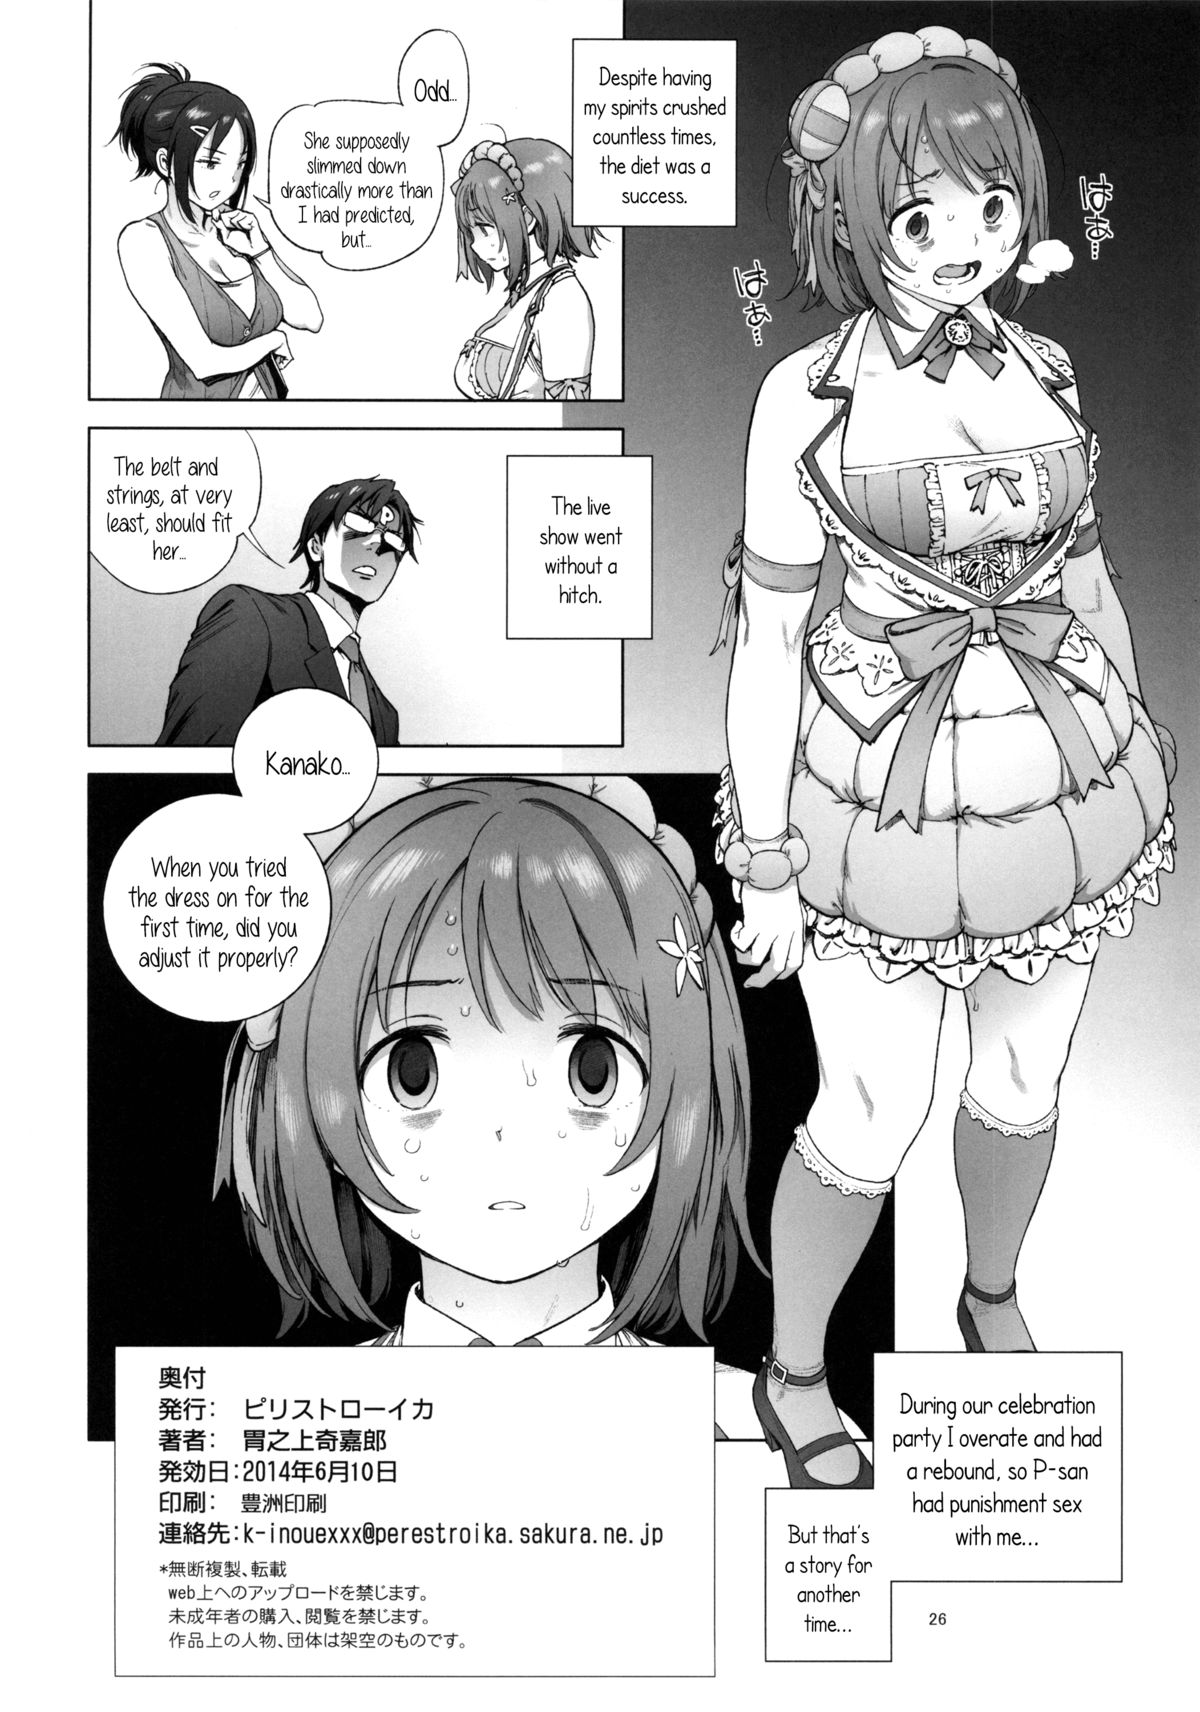 Despite having
my spirits crushed
countless times,
the diet was a
success.
Odd...
She supposedly
slimmed down
drastically more than
I had predicted,
but...
はぁ…
はぁ…
The live
show went
without a
hitch.
The belt and
strings, at very
least, should fit
her...
P
Kanako...
When you tried
the dress on for the
first time, did you
adjust it properly?
During our celebration
party I overate and had
a rebound, so P-san
had punishment sex
with me...
But that's
a story for
another
time...
奥付
発行: ピリストローイカ
著者: 胃之上奇嘉郎
発効日:2014年6月10日
印刷: 豊洲印刷
連絡先:k-inouexxx@perestroika.sakura.ne.jp
*無断複製、転載
web上へのアップロードを禁じます。
未成年者の購入、閲覧を禁じます。
作品上の人物、団体は架空のものです。
26